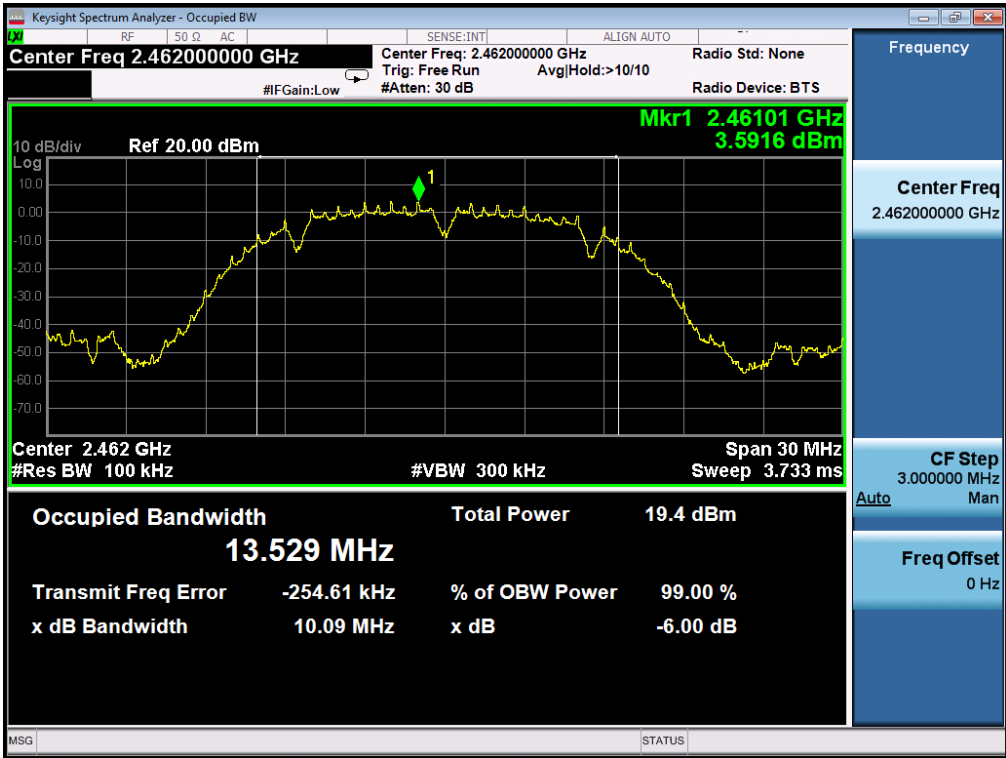 Keysight Spectrum Analyzer - Occupied BW
LXI RF 50 Ω AC SENSE:INT ALIGN AUTO
Center Freq 2.462000000 GHz
Center Freq: 2.462000000 GHz Radio Std: None
Trig: Free Run Avg|Hold:>10/10
#IFGain:Low #Atten: 30 dB Radio Device: BTS
Mkr1 2.46101 GHz
3.5916 dBm
10 dB/div Ref 20.00 dBm
Log
1
10.0
0.00
-10.0
-20.0
-30.0
-40.0
-50.0
-60.0
-70.0
Center 2.462 GHz Span 30 MHz
#Res BW 100 kHz #VBW 300 kHz Sweep 3.733 ms
Occupied Bandwidth Total Power 19.4 dBm
13.529 MHz
Transmit Freq Error -254.61 kHz % of OBW Power 99.00 %
x dB Bandwidth 10.09 MHz x dB -6.00 dB
MSG STATUS
Frequency
Center Freq
2.462000000 GHz
CF Step
3.000000 MHz
Auto Man
Freq Offset
0 Hz